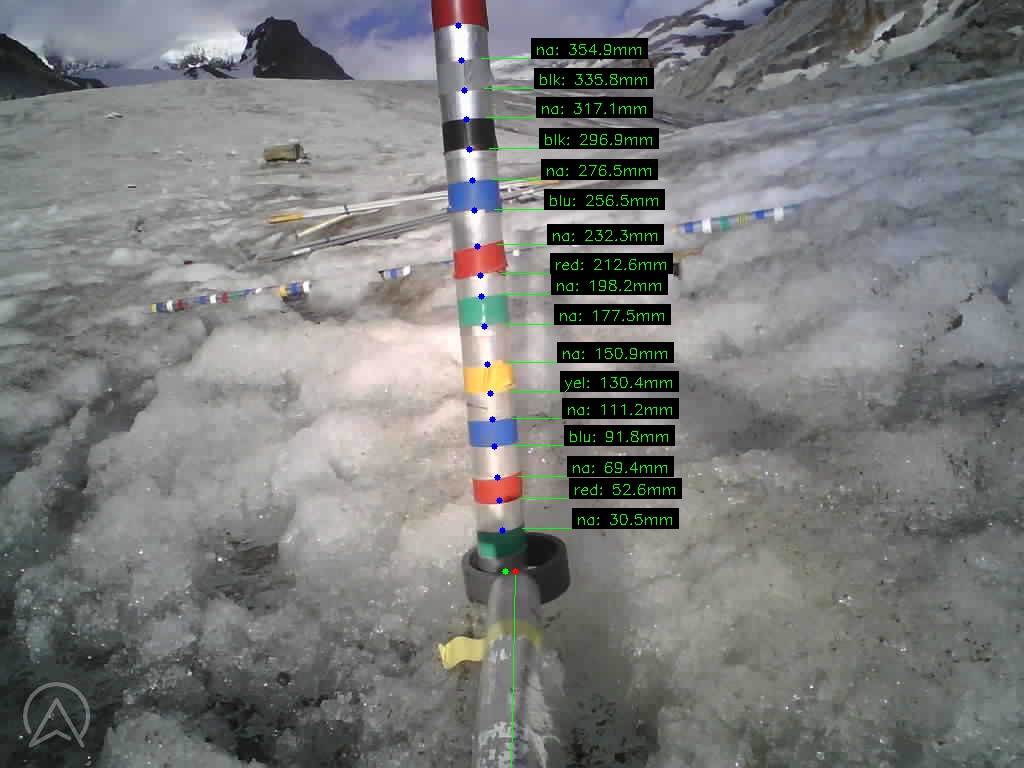 na: 354.9mm
blk: 335.8mm
na: 317.1mm
blk: 296.9mm
na: 276.5mm
blu: 256.5mm
na: 232.3mm
red: 212.6mm
na: 198.2mm
na: 177.5mm
na: 150.9mm
yel: 130.4mm
na: 111.2mm
blu: 91.8mm
na: 69.4mm
red: 52.6mm
na: 30.5mm